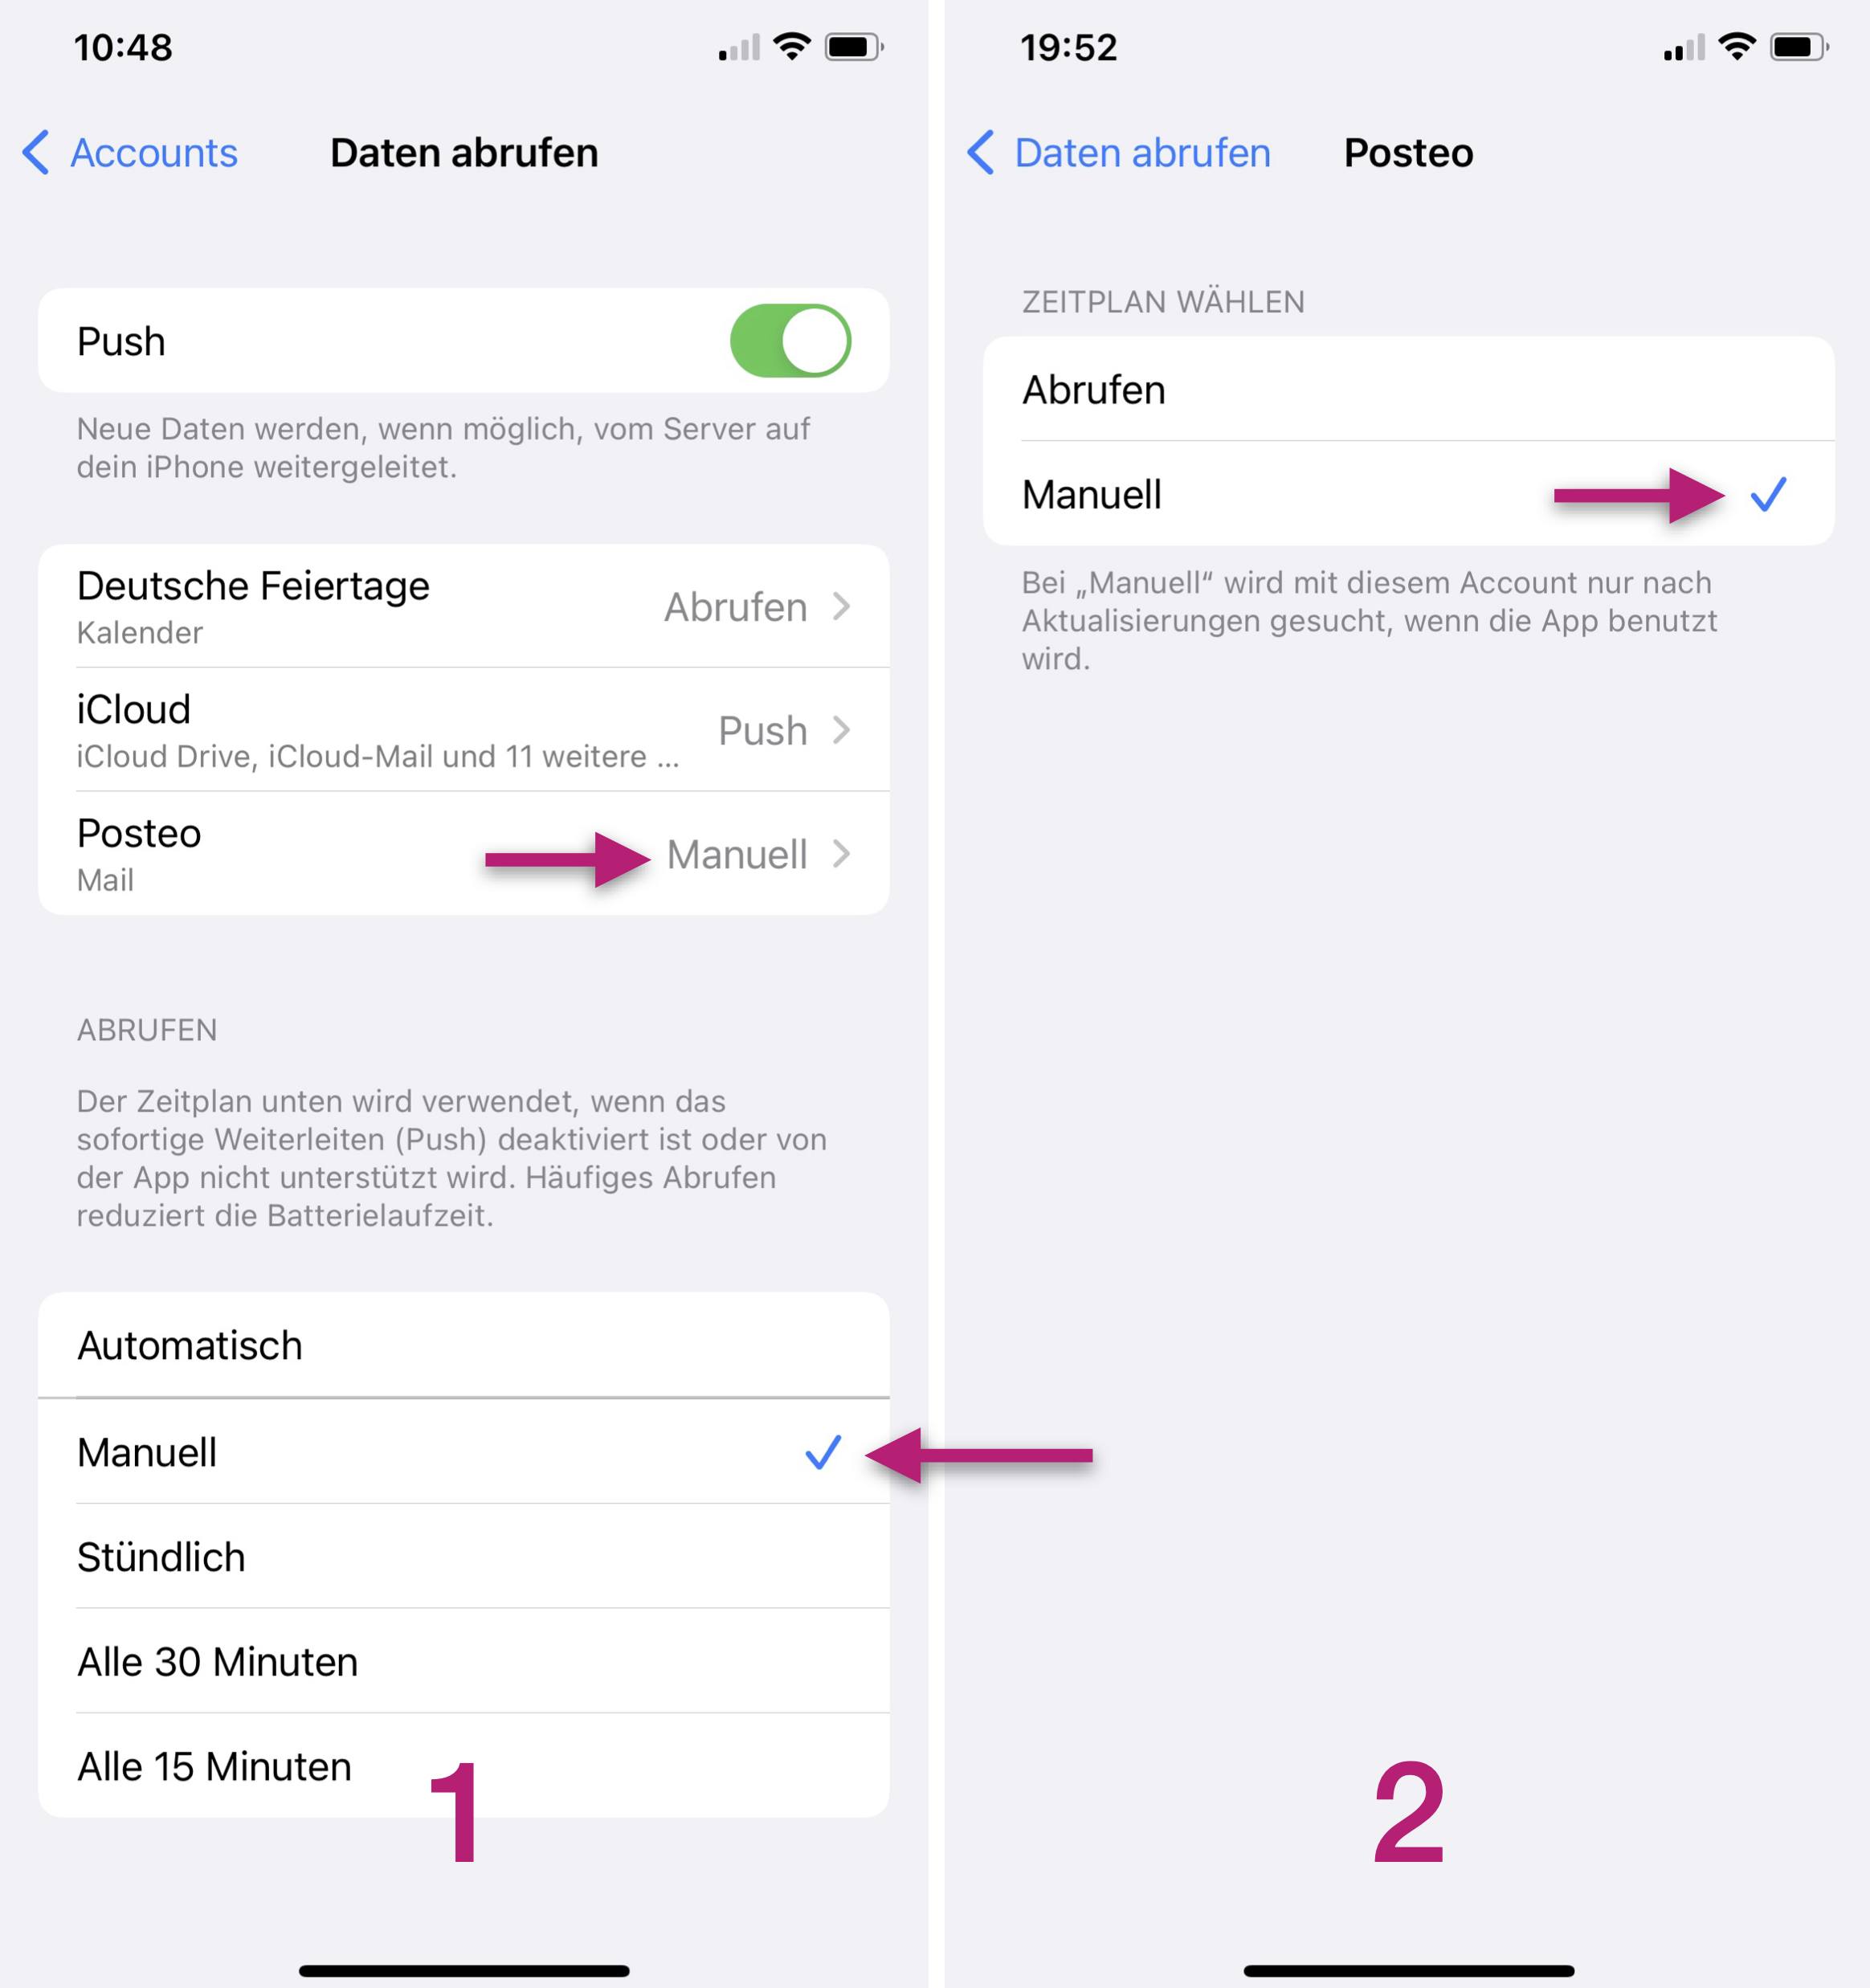 10:48
Accounts
Daten abrufen
Push
Neue Daten werden, wenn möglich, vom Server auf
dein iPhone weitergeleitet.
Deutsche Feiertage
Kalender
Abrufen
iCloud
iCloud Drive, iCloud-Mail und 11 weitere ...
Push
Posteo
Mail
Manuell
ABRUFEN
Der Zeitplan unten wird verwendet, wenn das
sofortige Weiterleiten (Push) deaktiviert ist oder von
der App nicht unterstützt wird. Häufiges Abrufen
reduziert die Batterielaufzeit.
Automatisch
Manuell
Stündlich
Alle 30 Minuten
Alle 15 Minuten
1
19:52
Daten abrufen
Posteo
ZEITPLAN WÄHLEN
Abrufen
Manuell
Bei „Manuell“ wird mit diesem Account nur nach
Aktualisierungen gesucht, wenn die App benutzt
wird.
2